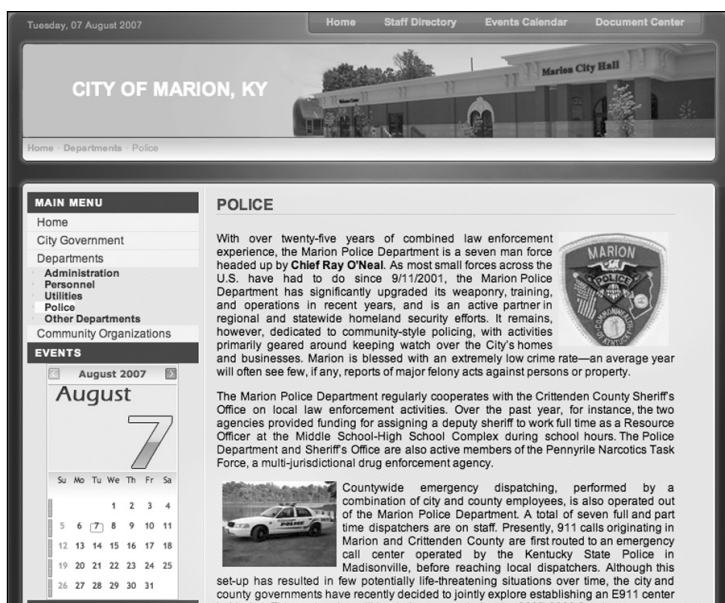 Tuesday, 07 August 2007
Home Staff Directory Events Calendar Document Center
CITY OF MARION, KY
Marion City Hall
Home · Departments · Police
MAIN MENU
Home
City Government
Departments
Administration
Personnel
Utilities
Police
Other Departments
Community Organizations
EVENTS
August 2007
August
7
Su Mo Tu We Th Fr Sa
1 2 3 4
5 6 7 8 9 10 11
12 13 14 15 16 17 18
19 20 21 22 23 24 25
26 27 28 29 30 31
POLICE
With over twenty-five years of combined law enforcement
experience, the Marion Police Department is a seven man force
headed up by Chief Ray O'Neal. As most small forces across the
U.S. have had to do since 9/11/2001, the Marion Police
Department has significantly upgraded its weaponry, training,
and operations in recent years, and is an active partner in
regional and statewide homeland security efforts. It remains,
however, dedicated to community-style policing, with activities
primarily geared around keeping watch over the City's homes
and businesses. Marion is blessed with an extremely low crime rate—an average year
will often see few, if any, reports of major felony acts against persons or property.
MARION
POLICE
The Marion Police Department regularly cooperates with the Crittenden County Sheriff's
Office on local law enforcement activities. Over the past year, for instance, the two
agencies provided funding for assigning a deputy sheriff to work full time as a Resource
Officer at the Middle School-High School Complex during school hours. The Police
Department and Sheriff's Office are also active members of the Pennyrile Narcotics Task
Force, a multi-jurisdictional drug enforcement agency.
POLICE
Countywide emergency dispatching, performed by a
combination of city and county employees, is also operated out
of the Marion Police Department. A total of seven full and part
time dispatchers are on staff. Presently, 911 calls originating in
Marion and Crittenden County are first routed to an emergency
call center operated by the Kentucky State Police in
Madisonville, before reaching local dispatchers. Although this
set-up has resulted in few potentially life-threatening situations over time, the city and
county governments have recently decided to jointly explore establishing an E911 center